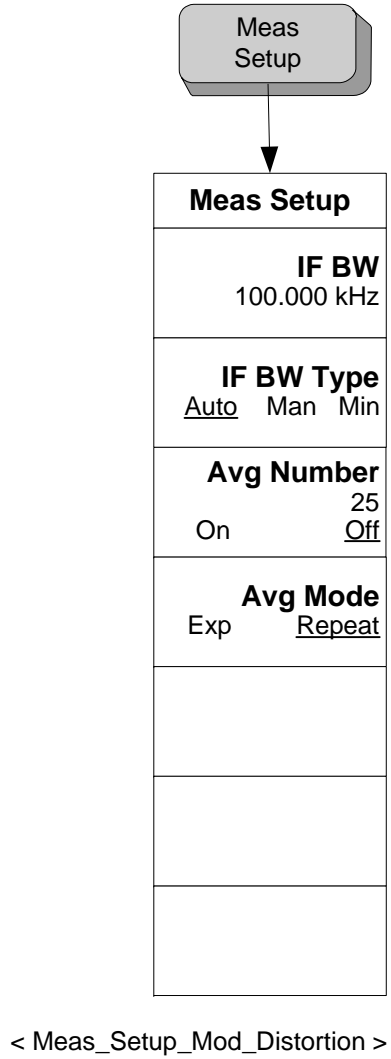 Meas
Setup
Meas Setup
IF BW
100.000 kHz
IF BW Type
Auto Man Min
Avg Number
25
On Off
Avg Mode
Exp Repeat
< Meas_Setup_Mod_Distortion >